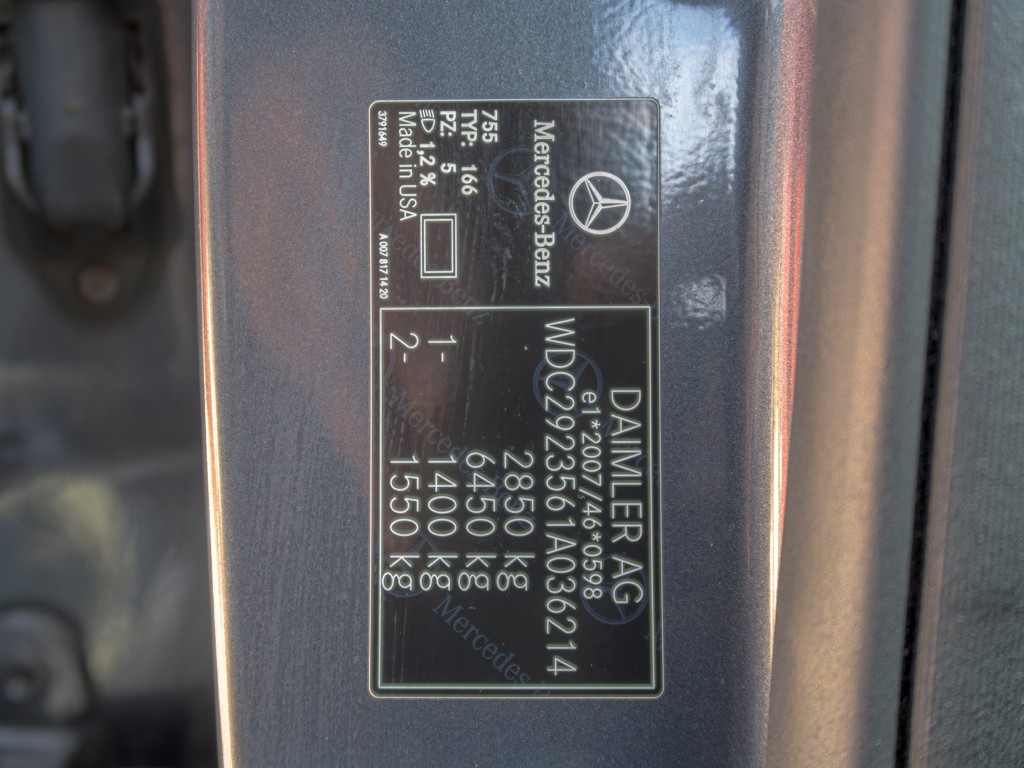 Mercedes-Benz
755
TYP: 166
PZ: 5
1,2 %
Made in USA
3791649
A 007 817 14 20
DAIMLER AG
e1*2007/46*0598
WDC2923561A036214
2850 kg
6450 kg
1- 1400 kg
2- 1550 kg